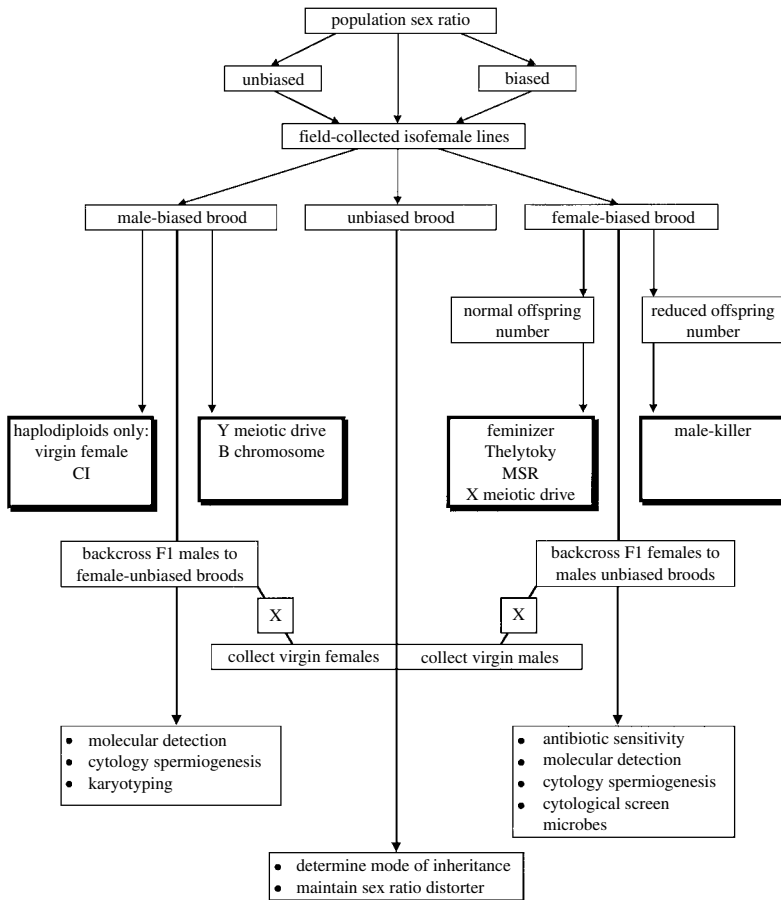 population sex ratio
unbiased
biased
field-collected isofemale lines
male-biased brood
unbiased brood
female-biased brood
normal offspring
number
reduced offspring
number
haplodiploids only:
virgin female
CI
Y meiotic drive
B chromosome
feminizer
Thelytoky
MSR
X meiotic drive
male-killer
backcross F1 males to
female-unbiased broods
backcross F1 females to
males unbiased broods
X
X
collect virgin females
collect virgin males
• molecular detection
• cytology spermiogenesis
• karyotyping
• antibiotic sensitivity
• molecular detection
• cytology spermiogenesis
• cytological screen
microbes
• determine mode of inheritance
• maintain sex ratio distorter